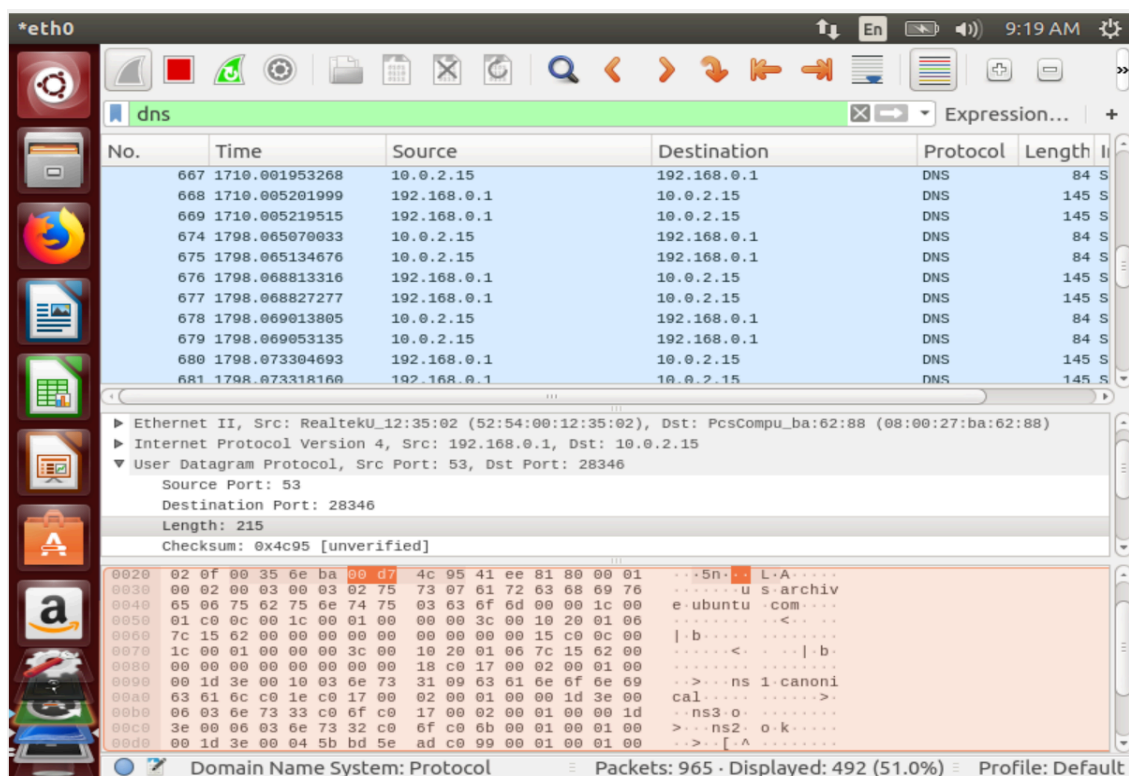 *eth0 En 9:19 AM
dns Expression… +
No. Time Source Destination Protocol Length
667 1710.001953268 10.0.2.15 192.168.0.1 DNS 84 S
668 1710.005201999 192.168.0.1 10.0.2.15 DNS 145 S
669 1710.005219515 192.168.0.1 10.0.2.15 DNS 145 S
674 1798.065070033 10.0.2.15 192.168.0.1 DNS 84 S
675 1798.065134676 10.0.2.15 192.168.0.1 DNS 84 S
676 1798.068813316 192.168.0.1 10.0.2.15 DNS 145 S
677 1798.068827277 192.168.0.1 10.0.2.15 DNS 145 S
678 1798.069013805 10.0.2.15 192.168.0.1 DNS 84 S
679 1798.069053135 10.0.2.15 192.168.0.1 DNS 84 S
680 1798.073304693 192.168.0.1 10.0.2.15 DNS 145 S
681 1798.073318160 192.168.0.1 10.0.2.15 DNS 145 S
Ethernet II, Src: RealtekU_12:35:02 (52:54:00:12:35:02), Dst: PcsCompu_ba:62:88 (08:00:27:ba:62:88)
Internet Protocol Version 4, Src: 192.168.0.1, Dst: 10.0.2.15
User Datagram Protocol, Src Port: 53, Dst Port: 28346
Source Port: 53
Destination Port: 28346
Length: 215
Checksum: 0x4c95 [unverified]
0020 02 0f 00 35 6e ba 00 d7 4c 95 41 ee 81 80 00 01 ···5n··· L·A·····
0030 00 02 00 03 00 03 02 75 73 07 61 72 63 68 69 76 ·······u s·archiv
0040 65 06 75 62 75 6e 74 75 03 63 6f 6d 00 00 1c 00 e·ubuntu ·com····
0050 01 c0 0c 00 1c 00 01 00 00 00 3c 00 10 20 01 06 ········ ··<·· ··
0060 7c 15 62 00 00 00 00 00 00 00 00 00 15 c0 0c 00 |·b····· ········
0070 1c 00 01 00 00 00 3c 00 10 20 01 06 7c 15 62 00 ······<· · ··|·b·
0080 00 00 00 00 00 00 00 00 18 c0 17 00 02 00 01 00 ········ ········
0090 00 1d 3e 00 10 03 6e 73 31 09 63 61 6e 6f 6e 69 ··>···ns 1·canoni
00a0 63 61 6c c0 1e c0 17 00 02 00 01 00 00 1d 3e 00 cal····· ······>·
00b0 06 03 6e 73 33 c0 6f c0 17 00 02 00 01 00 00 1d ··ns3·o· ········
00c0 3e 00 06 03 6e 73 32 c0 6f c0 6b 00 01 00 01 00 >···ns2· o·k·····
00d0 00 1d 3e 00 04 5b bd 5e ad c0 99 00 01 00 01 00 ··>··[·^ ········
Domain Name System: Protocol Packets: 965 · Displayed: 492 (51.0%) Profile: Default